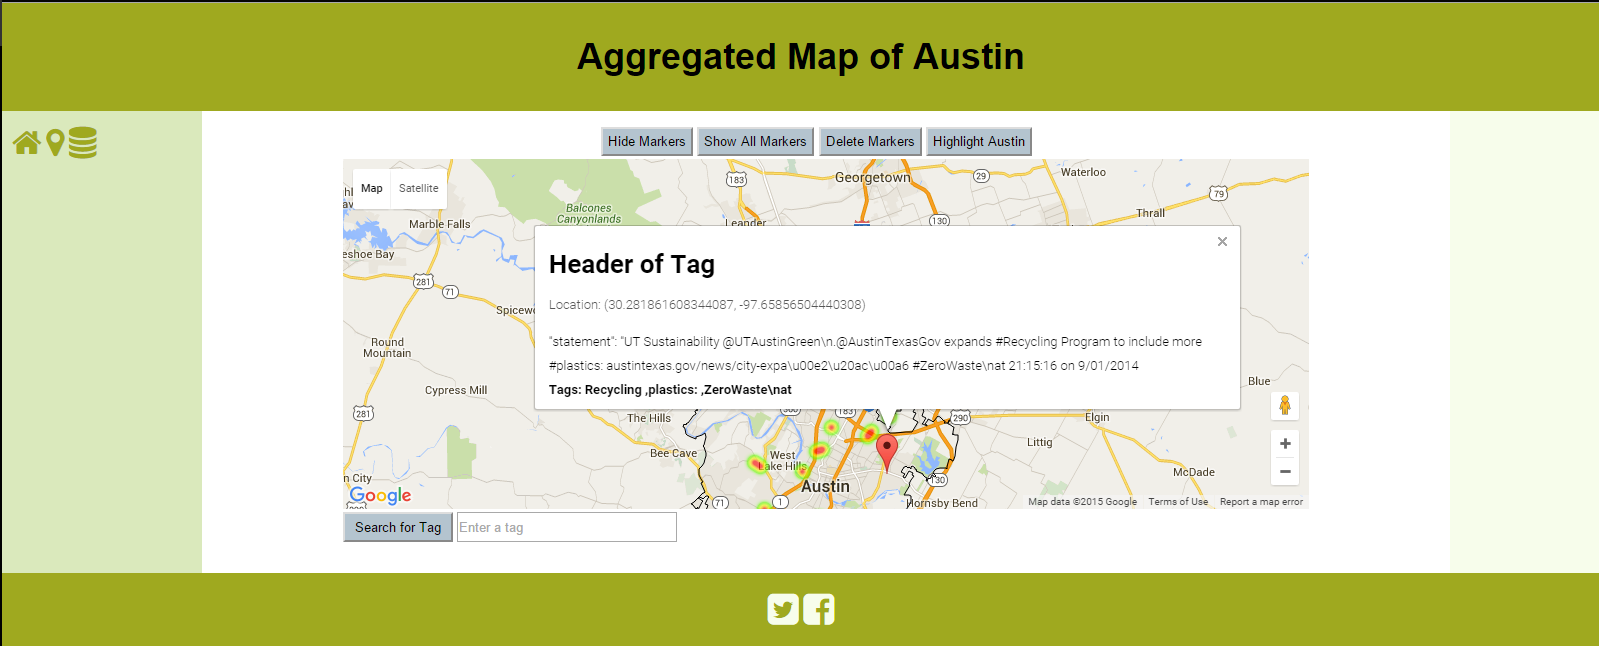 Aggregated Map of Austin
Hide Markers Show All Markers Delete Markers Highlight Austin
Map Satellite
183
Georgetown
29
Waterloo
79
Balcones
Canyonlands
Marble Falls
Leander
130
Thrall
eshoe Bay
281
71
Spicew
Round
Mountain
Cypress Mill
281
Header of Tag
Location: (30.281861608344087, -97.65856504440308)
"statement": "UT Sustainability @UTAustinGreen\n.@AustinTexasGov expands #Recycling Program to include more
#plastics: austintexas.gov/news/city-expa\u00e2\u20ac\u00a6 #ZeroWaste\nat 21:15:16 on 9/01/2014
Tags: Recycling ,plastics: ,ZeroWaste\nat
Blue
The Hills
183
290
Elgin
Bee Cave
West
Lake Hills
Littig
n City
Austin
130
McDade
Google
71
1
Hornsby Bend
Map data ©2015 Google Terms of Use Report a map error
Search for Tag Enter a tag